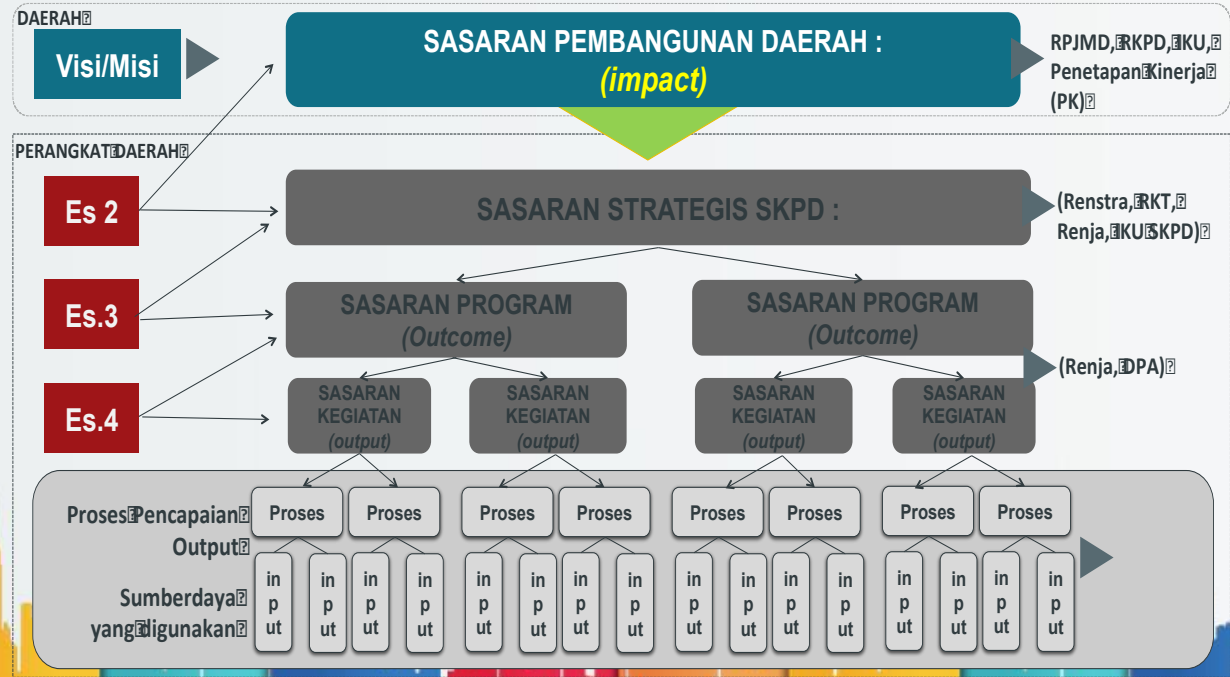 DAERAH
Visi/Misi
SASARAN PEMBANGUNAN DAERAH :
(impact)
RPJMD, RKPD, IKU,
Penetapan Kinerja
(PK)
PERANGKAT DAERAH
Es 2
SASARAN STRATEGIS SKPD :
(Renstra, RKT,
Renja, IKU SKPD)
Es.3
SASARAN PROGRAM
(Outcome)
SASARAN PROGRAM
(Outcome)
(Renja, DPA)
Es.4
SASARAN
KEGIATAN
(output)
SASARAN
KEGIATAN
(output)
SASARAN
KEGIATAN
(output)
SASARAN
KEGIATAN
(output)
Proses Pencapaian
Output
Proses
Proses
Proses
Proses
Proses
Proses
Proses
Proses
Sumberdaya
yang digunakan
in
p
ut
in
p
ut
in
p
ut
in
p
ut
in
p
ut
in
p
ut
in
p
ut
in
p
ut
in
p
ut
in
p
ut
in
p
ut
in
p
ut
in
p
ut
in
p
ut
in
p
ut
in
p
ut